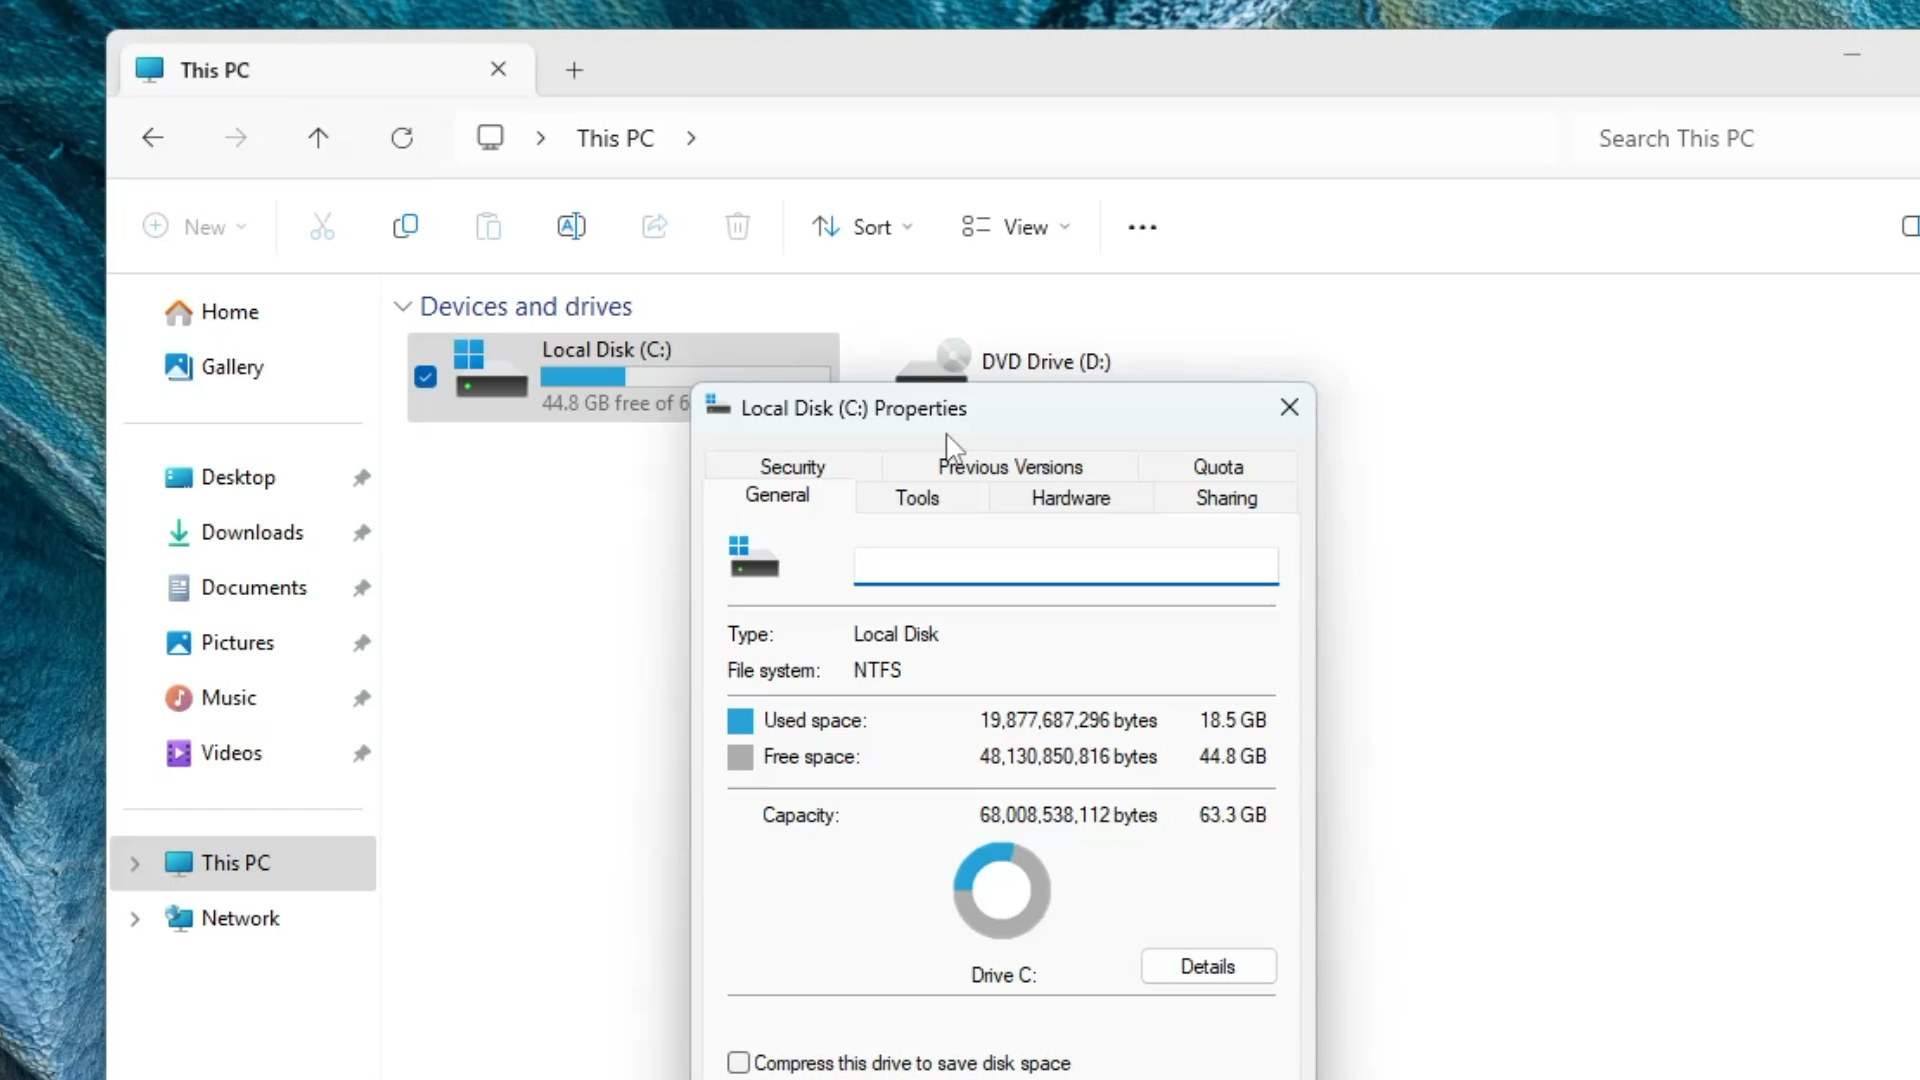 This PC
This PC
Search This PC
New
Sort
View
Home
Gallery
Desktop
Downloads
Documents
Pictures
Music
Videos
This PC
Network
Devices and drives
Local Disk (C:)
44.8 GB free of 6
DVD Drive (D:)
Local Disk (C:) Properties
Security Previous Versions Quota
General Tools Hardware Sharing
Type: Local Disk
File system: NTFS
Used space: 19,877,687,296 bytes 18.5 GB
Free space: 48,130,850,816 bytes 44.8 GB
Capacity: 68,008,538,112 bytes 63.3 GB
Drive C:
Details
Compress this drive to save disk space